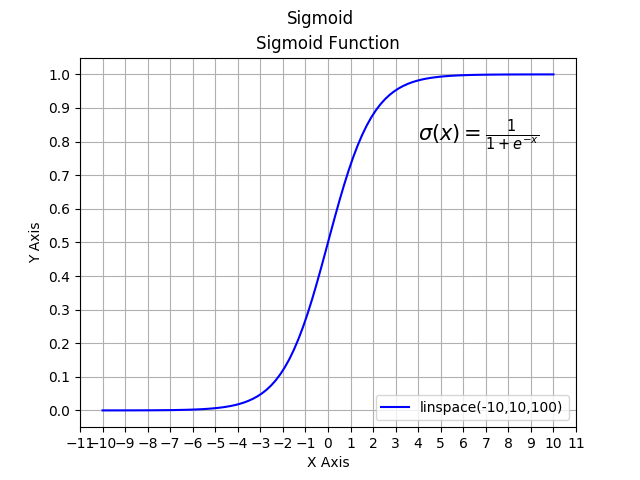 Sigmoid
Sigmoid Function
Y Axis
1.0
0.9
0.8
0.7
0.6
0.5
0.4
0.3
0.2
0.1
0.0
σ(x) = 1/(1+e^{−x})
linspace(-10,10,100)
−11 −10 −9 −8 −7 −6 −5 −4 −3 −2 −1 0 1 2 3 4 5 6 7 8 9 10 11
X Axis